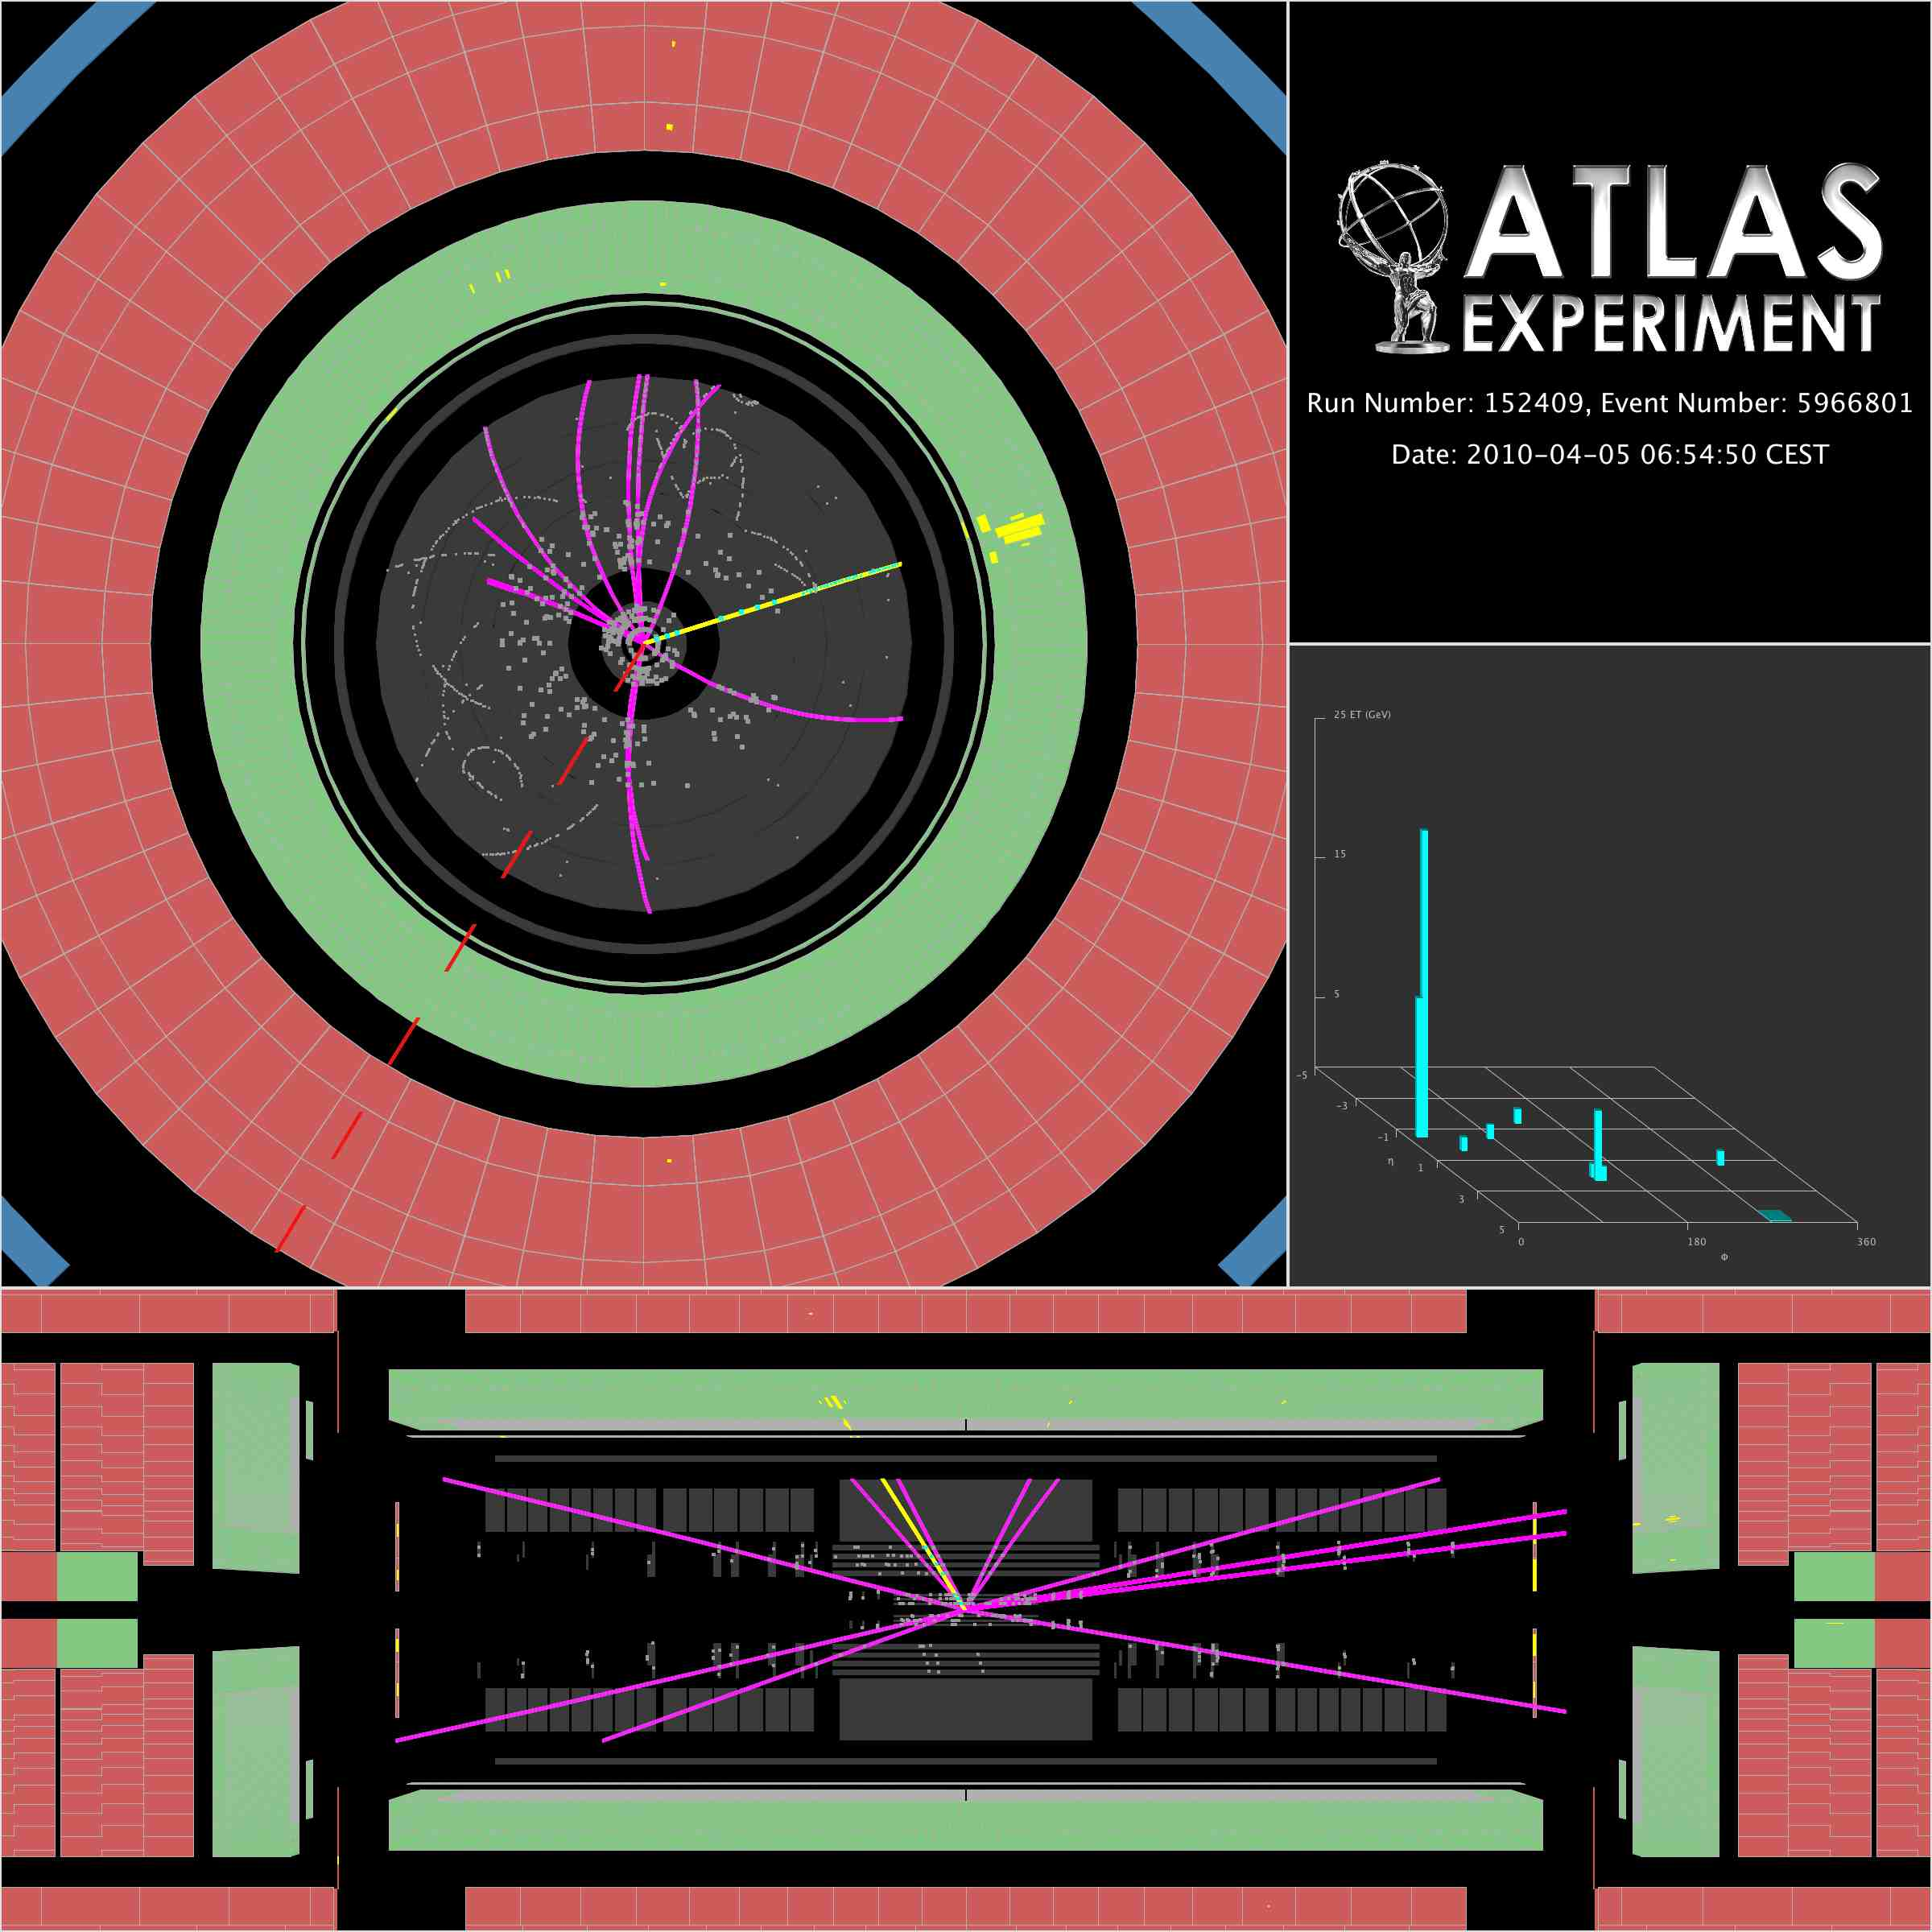 ATLAS
EXPERIMENT
Run Number: 152409, Event Number: 5966801
Date: 2010-04-05 06:54:50 CEST
25 ET (GeV)
15
5
-5
-3
-1
η
1
3
5
0
180
360
Φ